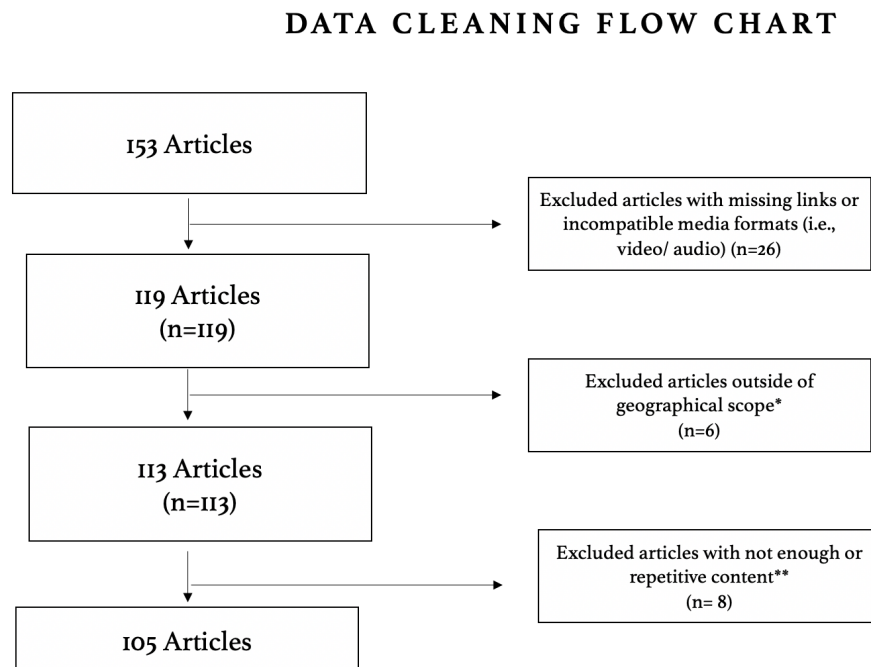 DATA CLEANING FLOW CHART
153 Articles
Excluded articles with missing links or
incompatible media formats (i.e.,
video/ audio) (n=26)
119 Articles
(n=119)
Excluded articles outside of
geographical scope*
(n=6)
113 Articles
(n=113)
Excluded articles with not enough or
repetitive content**
(n= 8)
105 Articles